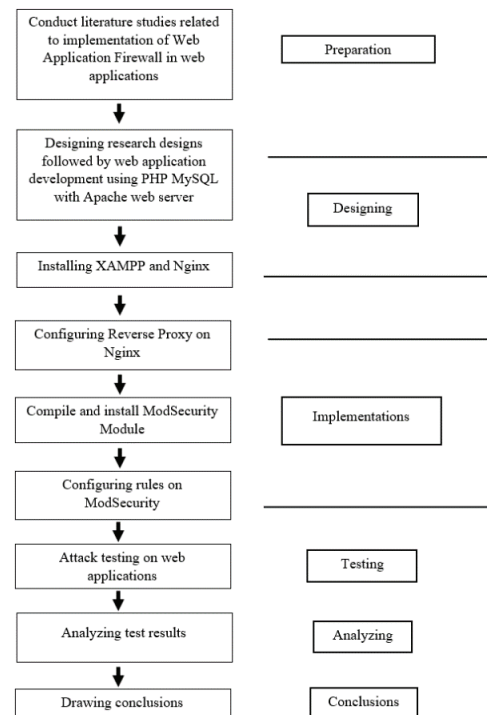 Conduct literature studies related
to implementation of Web
Application Firewall in web
applications
Preparation
Designing research designs
followed by web application
development using PHP MySQL
with Apache web server
Designing
Installing XAMPP and Nginx
Configuring Reverse Proxy on
Nginx
Compile and install ModSecurity
Module
Implementations
Configuring rules on
ModSecurity
Attack testing on web
applications
Testing
Analyzing test results
Analyzing
Drawing conclusions
Conclusions